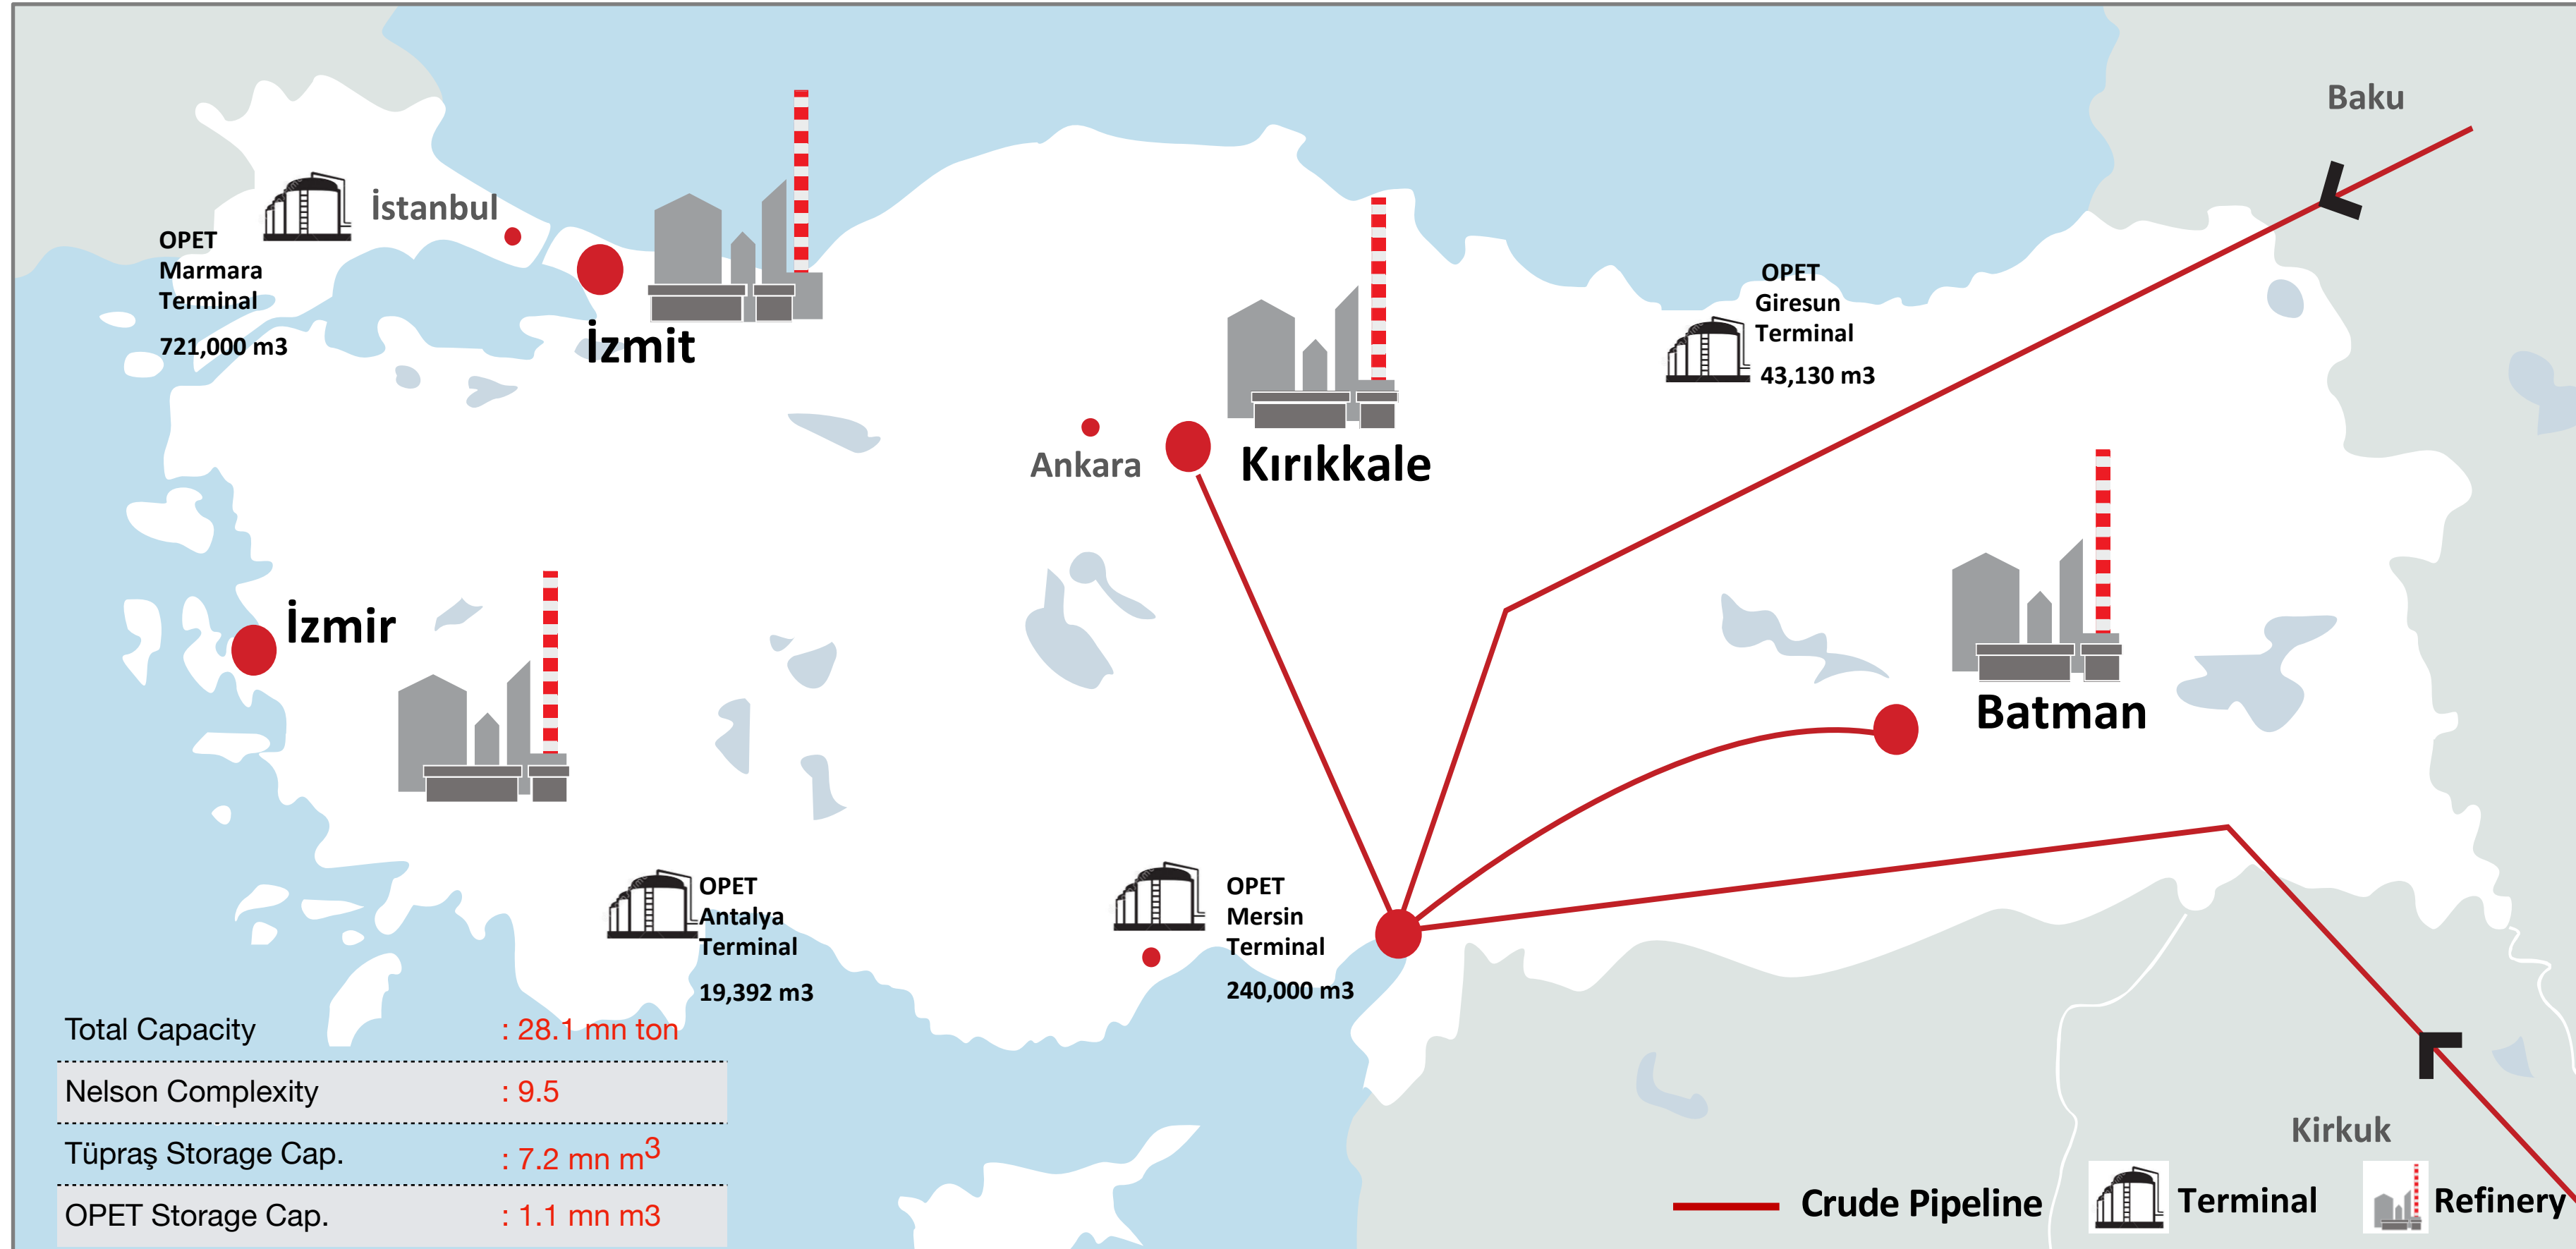 Baku
İstanbul
OPET
Marmara
Terminal
721,000 m3
İzmit
OPET
Giresun
Terminal
43,130 m3
Ankara
Kırıkkale
İzmir
Batman
OPET
Antalya
Terminal
19,392 m3
OPET
Mersin
Terminal
240,000 m3
Total Capacity : 28.1 mn ton
Nelson Complexity : 9.5
Tüpraş Storage Cap. : 7.2 mn m³
OPET Storage Cap. : 1.1 mn m3
Kirkuk
Crude Pipeline
Terminal
Refinery